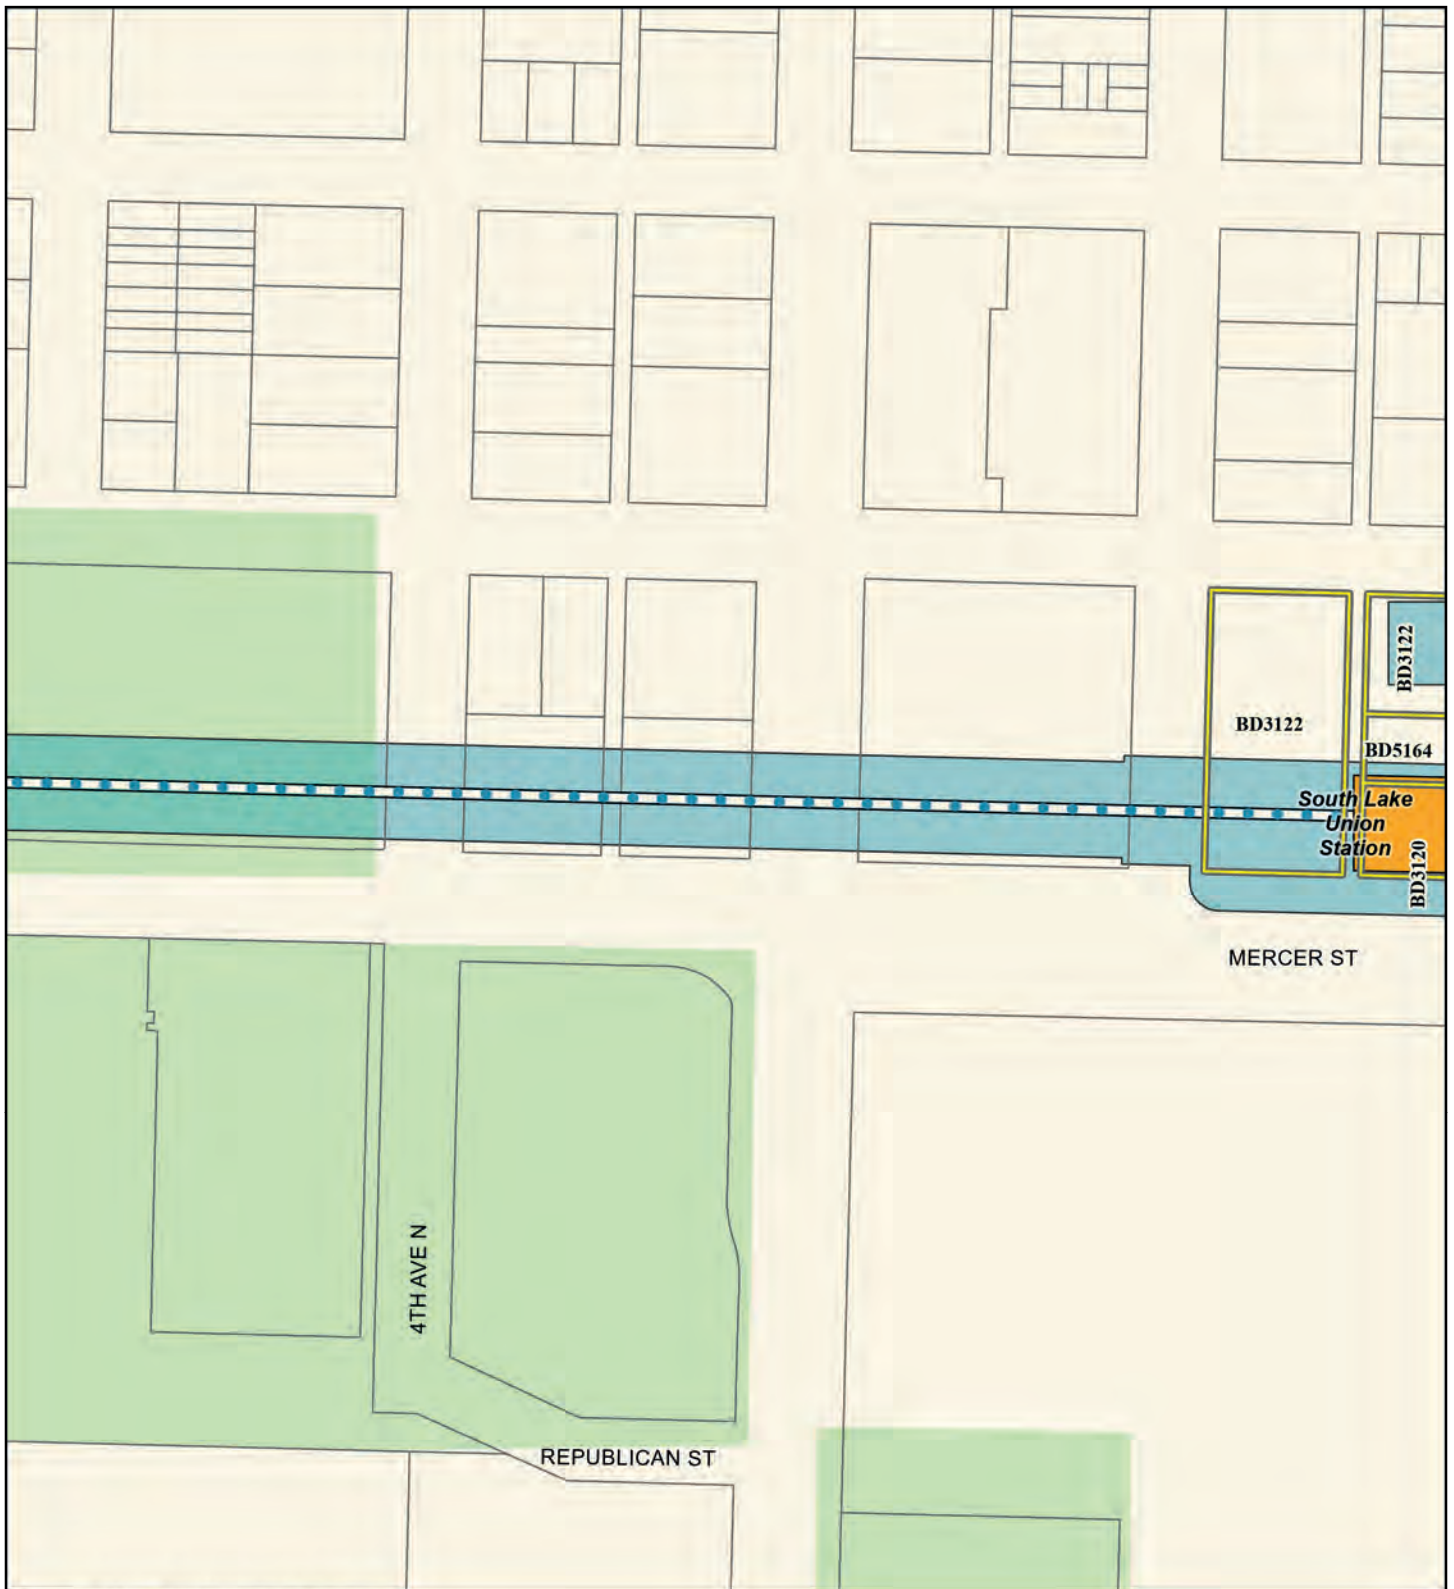 BD3122
BD3122
BD5164
South Lake
Union
Station
BD3120
MERCER ST
4TH AVE N
REPUBLICAN ST